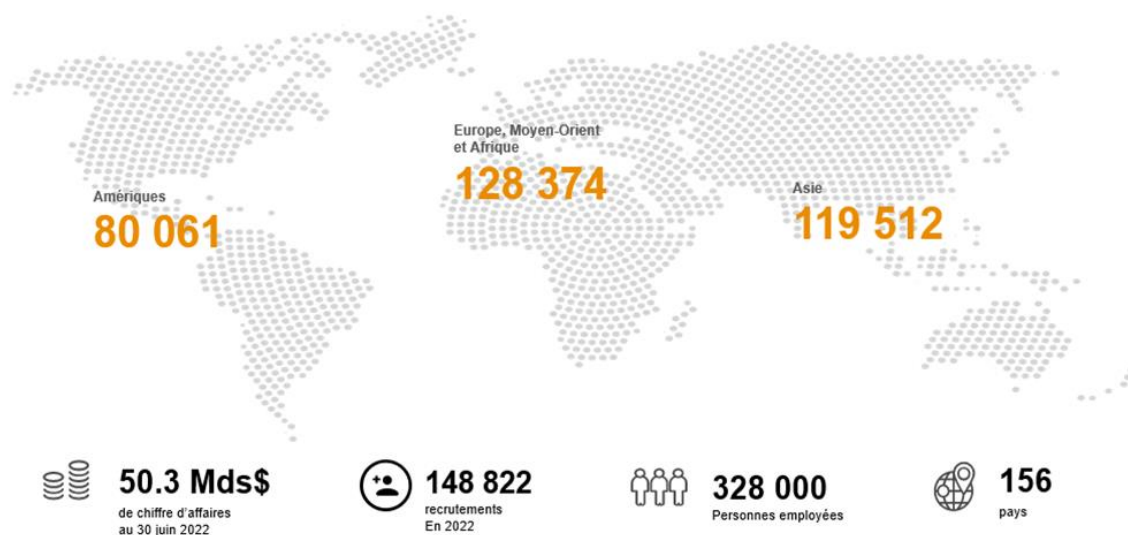 Europe, Moyen-Orient
et Afrique
128 374
Amériques
80 061
Asie
119 512
50.3 Mds$
de chiffre d'affaires
au 30 juin 2022
148 822
recrutements
En 2022
328 000
Personnes employées
156
pays